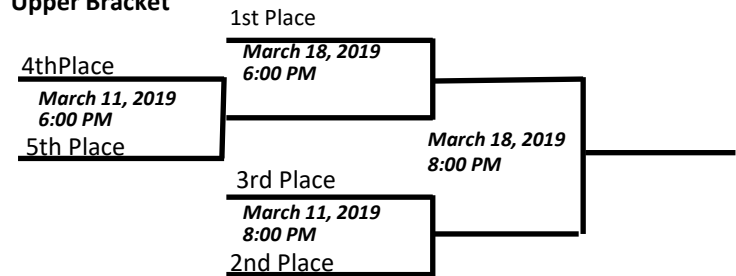 Upper Bracket
1st Place
March 18, 2019
6:00 PM
4thPlace
March 11, 2019
6:00 PM
5th Place
March 18, 2019
8:00 PM
3rd Place
March 11, 2019
8:00 PM
2nd Place